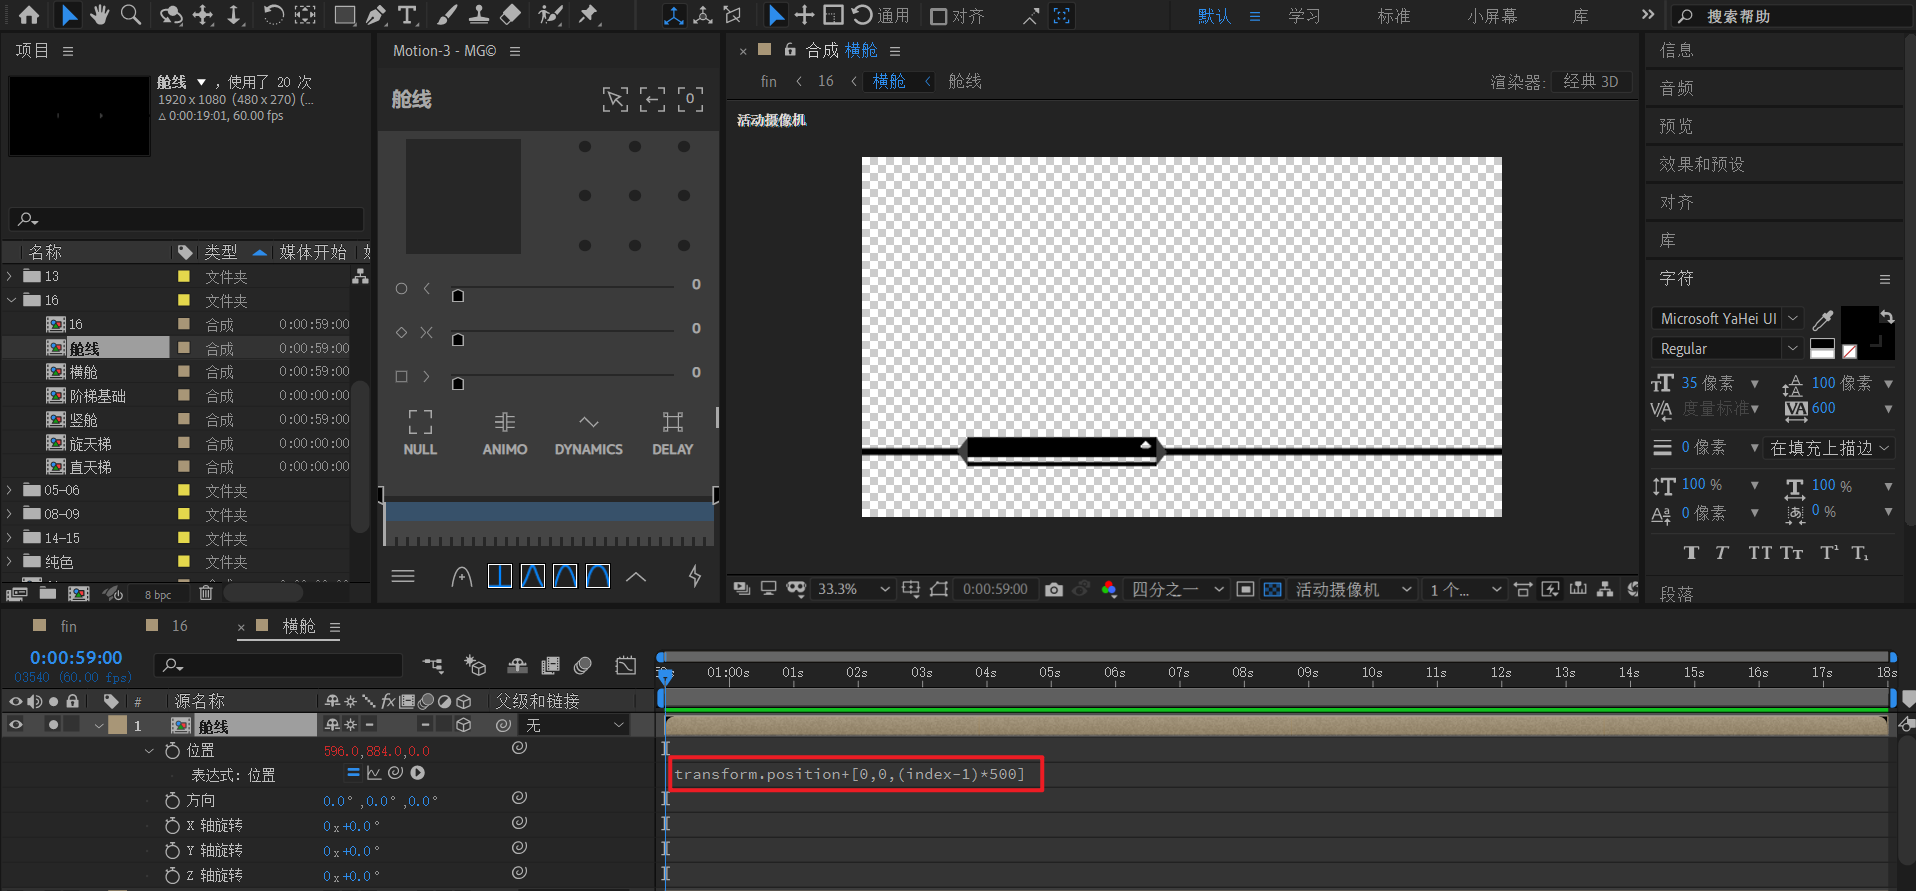 通用
对齐
默认
学习
标准
小屏幕
库
搜索帮助
项目
舱线 ▼ ，使用了 20 次
1920 x 1080 (480 x 270) (...
△ 0:00:19:01, 60.00 fps
名称
类型
媒体开始
13
文件夹
16
文件夹
16
合成
0:00:59:00
舱线
合成
0:00:59:00
横舱
合成
0:00:59:00
阶梯基础
合成
0:00:00:00
竖舱
合成
0:00:59:00
旋天梯
合成
0:00:00:00
直天梯
合成
0:00:00:00
05-06
文件夹
08-09
文件夹
14-15
文件夹
纯色
文件夹
8 bpc
Motion-3 - MG©
舱线
0
0
0
0
NULL
ANIMO
DYNAMICS
DELAY
合成 横舱
fin
16
横舱
舱线
渲染器:
经典 3D
活动摄像机
33.3%
0:00:59:00
四分之一
活动摄像机
1 个...
信息
音频
预览
效果和预设
对齐
库
字符
Microsoft YaHei UI
Regular
35 像素
100 像素
度量标准
600
0 像素
在填充上描边
100 %
100 %
0 像素
0 %
段落
fin
16
横舱
0:00:59:00
03540 (60.00 fps)
#
源名称
父级和链接
1
舱线
无
位置
596.0,884.0,0.0
表达式: 位置
transform.position+[0,0,(index-1)*500]
方向
0.0°,0.0°,0.0°
X 轴旋转
0x+0.0°
Y 轴旋转
0x+0.0°
Z 轴旋转
0x+0.0°
01:00s
01s
02s
03s
04s
05s
06s
07s
08s
09s
10s
11s
12s
13s
14s
15s
16s
17s
18s